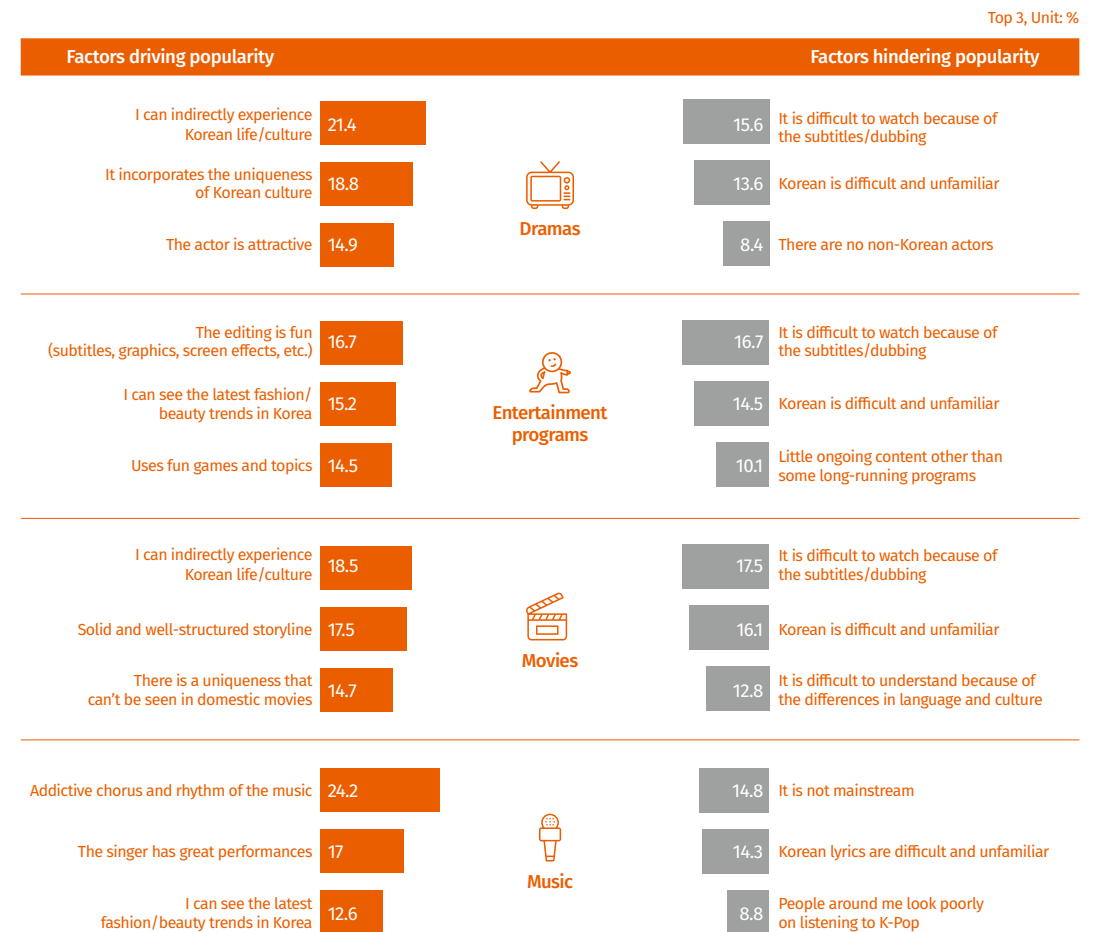 Top 3, Unit: %
Factors driving popularity
Factors hindering popularity
I can indirectly experience
Korean life/culture
21.4
It incorporates the uniqueness
of Korean culture
18.8
The actor is attractive
14.9
Dramas
15.6
It is difficult to watch because of
the subtitles/dubbing
13.6
Korean is difficult and unfamiliar
8.4
There are no non-Korean actors
The editing is fun
(subtitles, graphics, screen effects, etc.)
16.7
I can see the latest fashion/
beauty trends in Korea
15.2
Uses fun games and topics
14.5
Entertainment
programs
16.7
It is difficult to watch because of
the subtitles/dubbing
14.5
Korean is difficult and unfamiliar
10.1
Little ongoing content other than
some long-running programs
I can indirectly experience
Korean life/culture
18.5
Solid and well-structured storyline
17.5
There is a uniqueness that
can't be seen in domestic movies
14.7
Movies
17.5
It is difficult to watch because of
the subtitles/dubbing
16.1
Korean is difficult and unfamiliar
12.8
It is difficult to understand because of
the differences in language and culture
Addictive chorus and rhythm of the music
24.2
The singer has great performances
17
I can see the latest
fashion/beauty trends in Korea
12.6
Music
14.8
It is not mainstream
14.3
Korean lyrics are difficult and unfamiliar
8.8
People around me look poorly
on listening to K-Pop